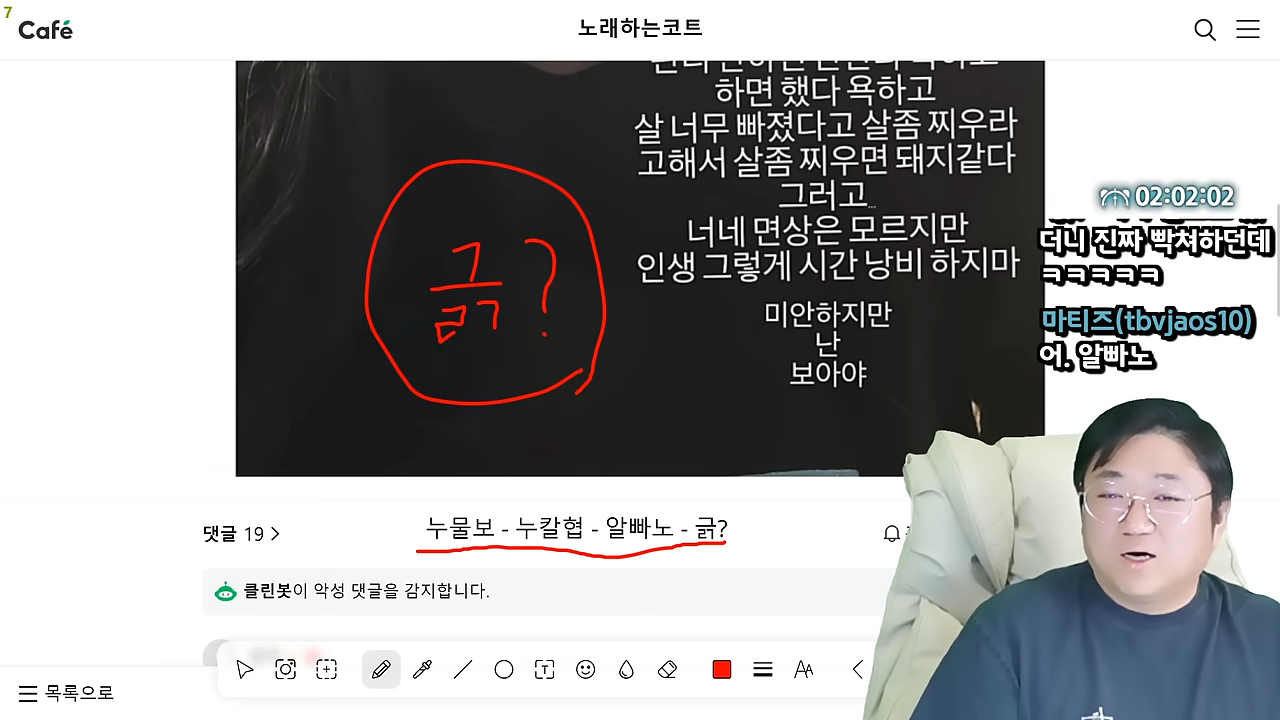 7
Café
노래하는코트
하면 했다 욕하고
살 너무 빠졌다고 살좀 찌우라
고해서 살좀 찌우면 돼지같다
그러고...
너네 면상은 모르지만
인생 그렇게 시간 낭비 하지마
미안하지만
난
보아야
긁?
02:02:02
더니 진짜 빡쳐하던데
ㅋㅋㅋㅋㅋ
마티즈(tbvjaos10)
어. 알빠노
댓글 19
누물보 - 누칼협 - 알빠노 - 긁?
클린봇이 악성 댓글을 감지합니다.
목록으로